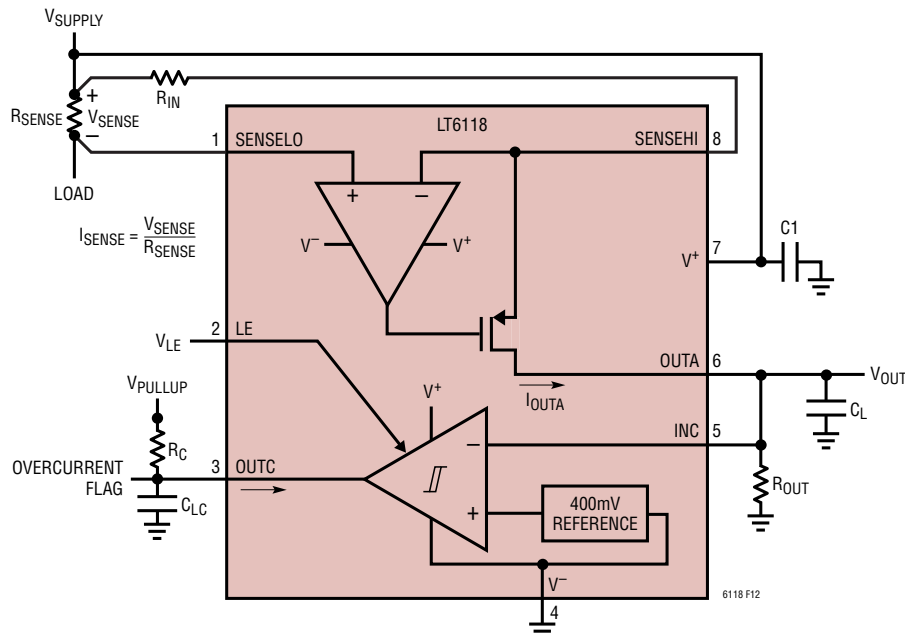 VSUPPLY
RIN
RSENSE
+
VSENSE
–
LOAD
ISENSE = VSENSE
RSENSE
LT6118
1 SENSELO
SENSEHI 8
+ –
V– V+
V+ 7
C1
2 LE
VLE
OUTA 6
VOUT
IOUTA
CL
VPULLUP
RC
V+
–
INC 5
ROUT
OVERCURRENT
FLAG
3 OUTC
CLC
+
400mV
REFERENCE
V–
4
6118 F12